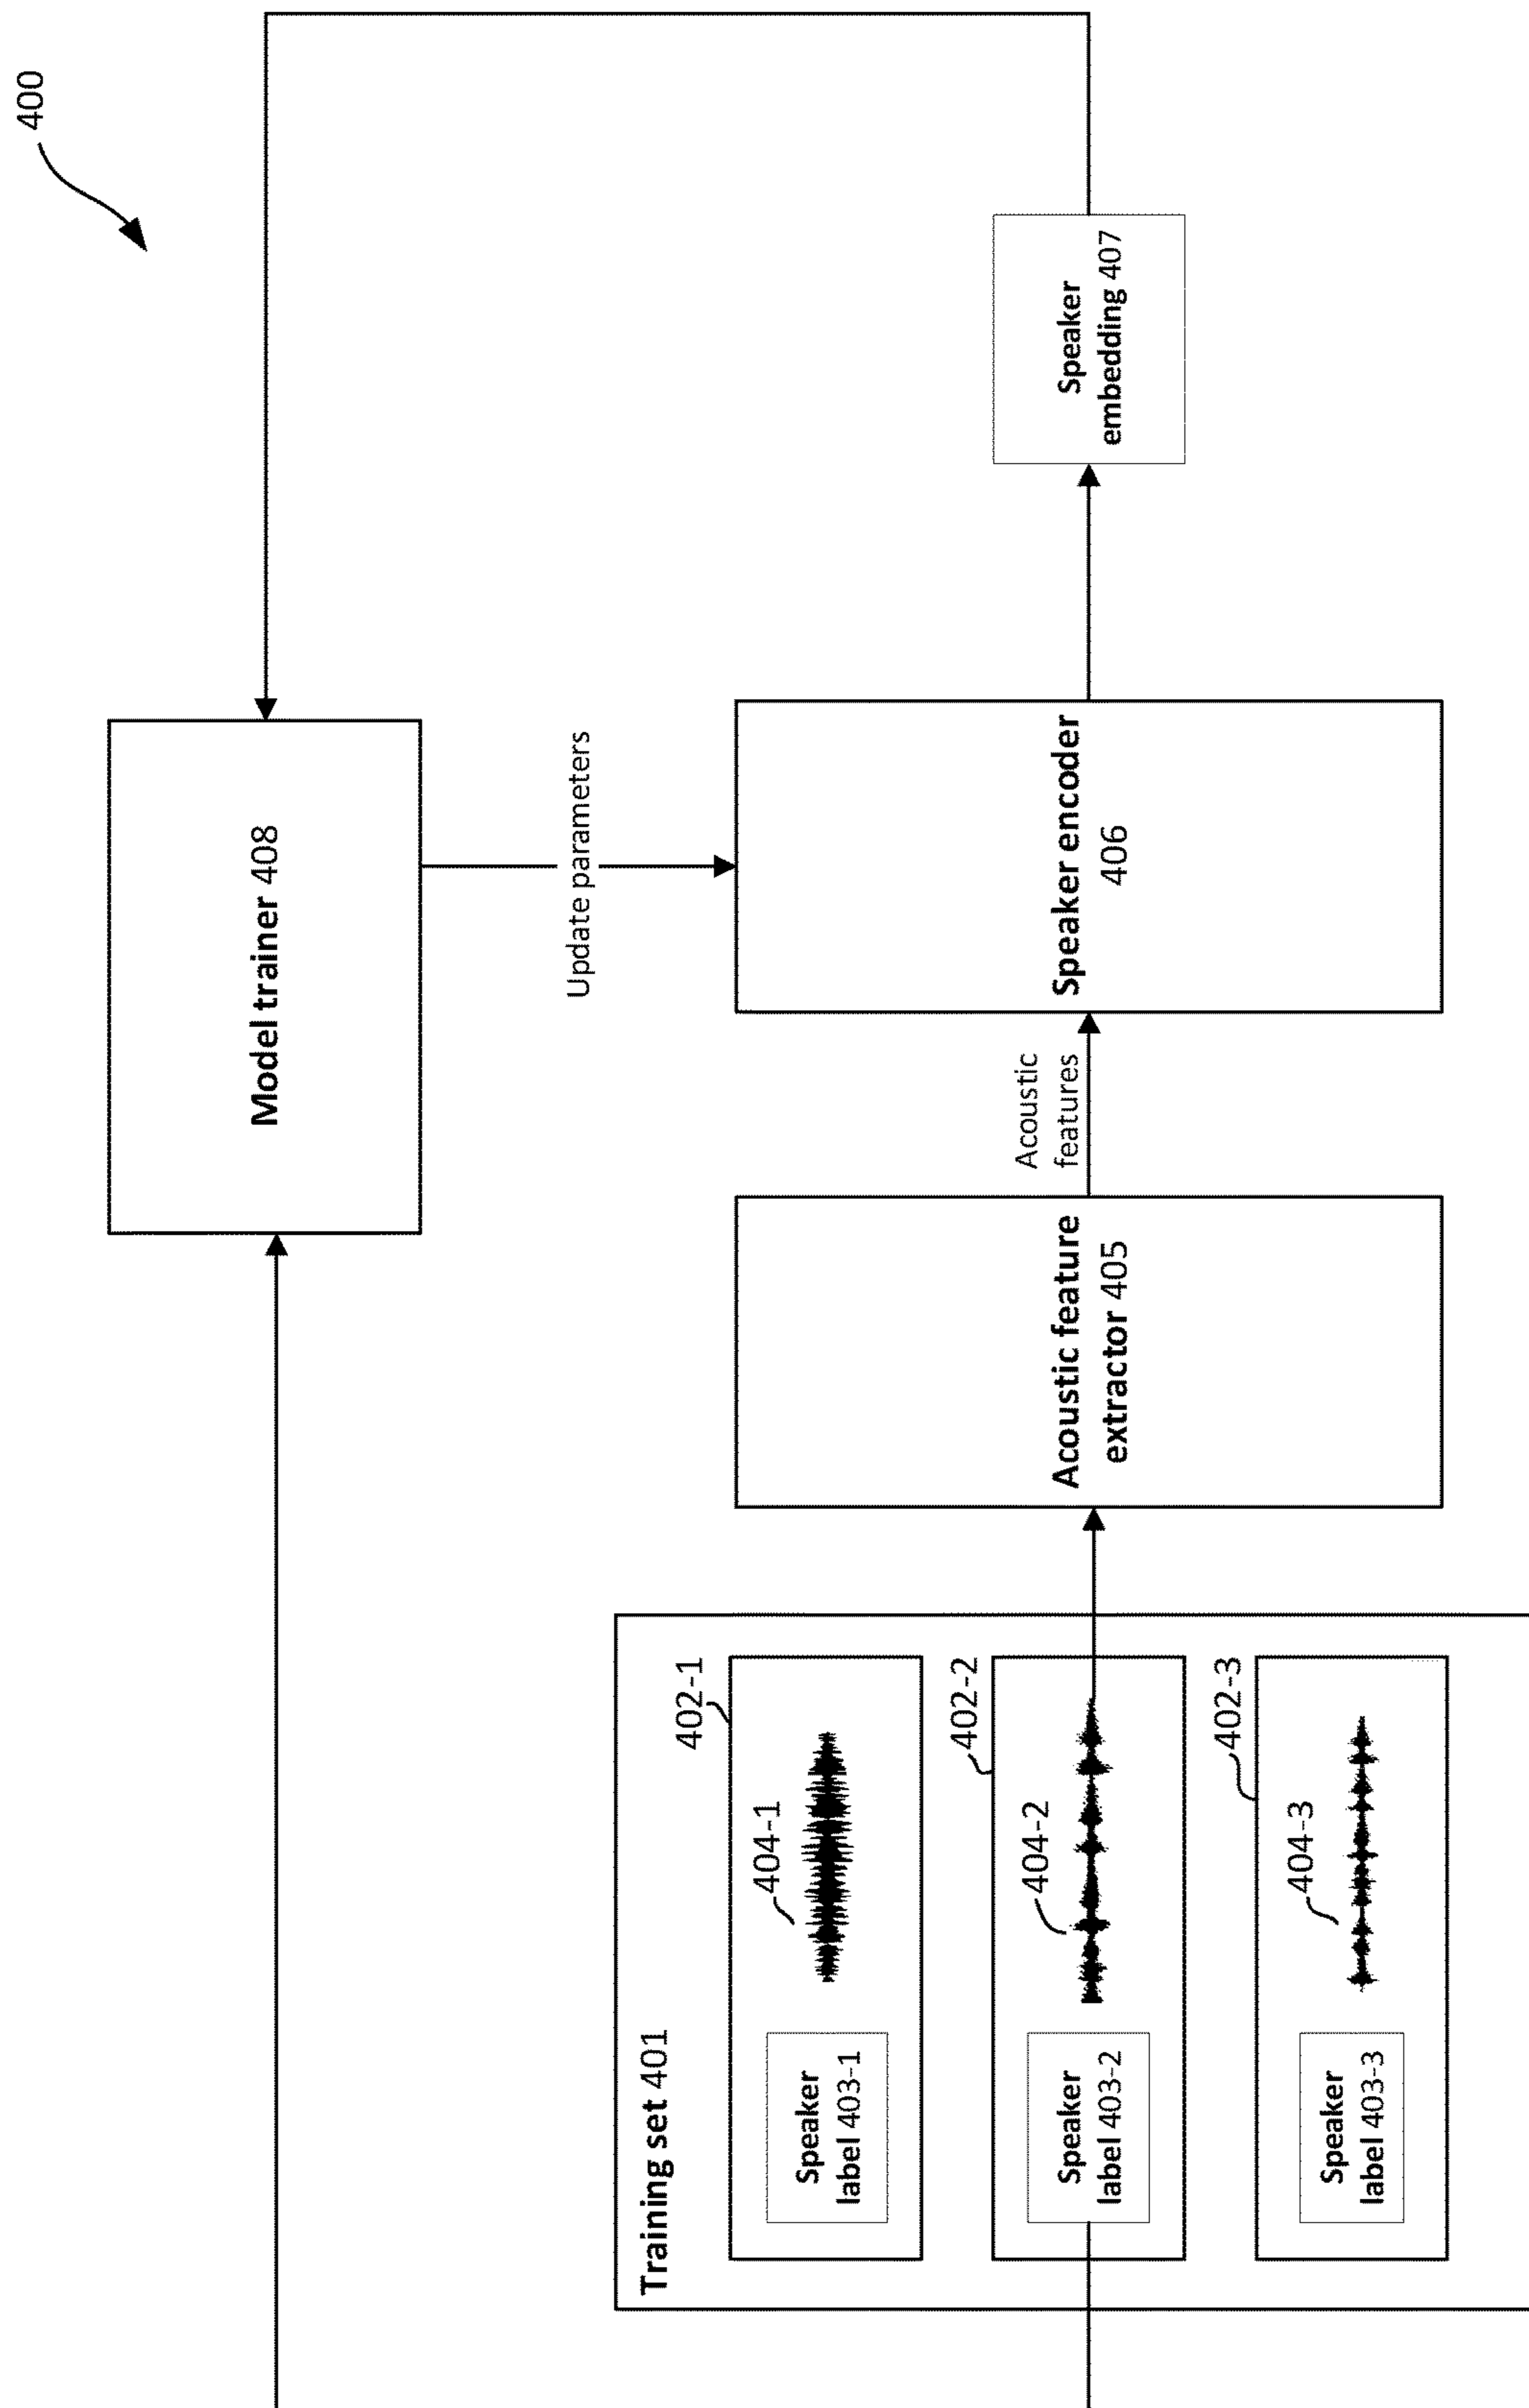 400
Model trainer 408
Update parameters
Training set 401
402-1
404-1
Speaker
label 403-1
402-2
404-2
Speaker
label 403-2
402-3
404-3
Speaker
label 403-3
Acoustic feature
extractor 405
Acoustic
features
Speaker encoder
406
Speaker
embedding 407